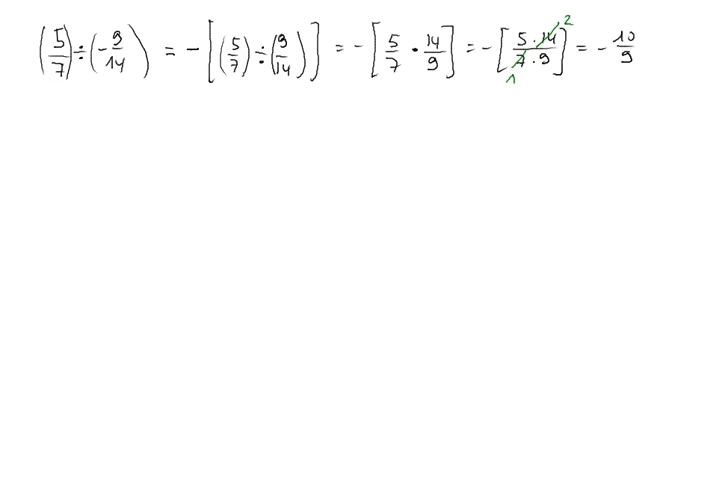 (5/7) ÷ (-9/14) = -[(5/7) ÷ (9/14)] = -[5/7 · 14/9] = -[5·14/7·9] = -10/9
2
1